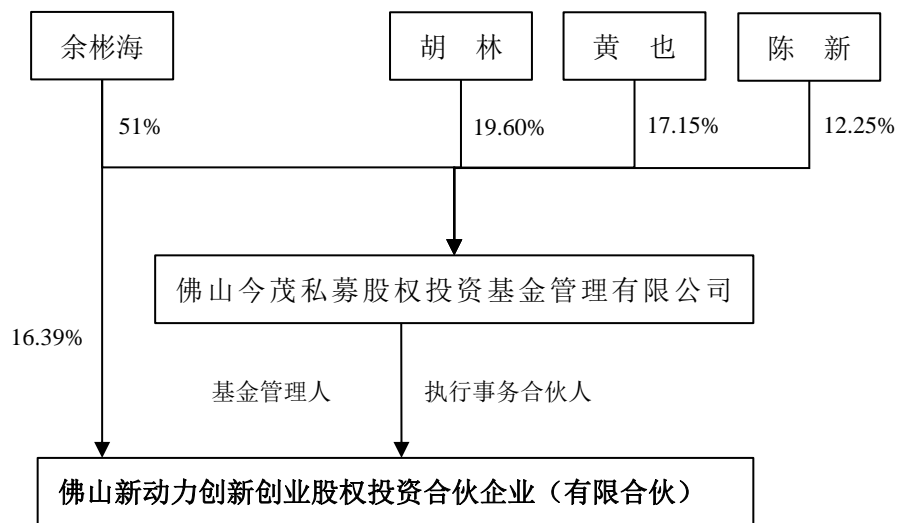 余彬海 胡 林 黄 也 陈 新
51% 19.60% 17.15% 12.25%
佛山今茂私募股权投资基金管理有限公司
16.39%
基金管理人 执行事务合伙人
佛山新动力创新创业股权投资合伙企业（有限合伙）